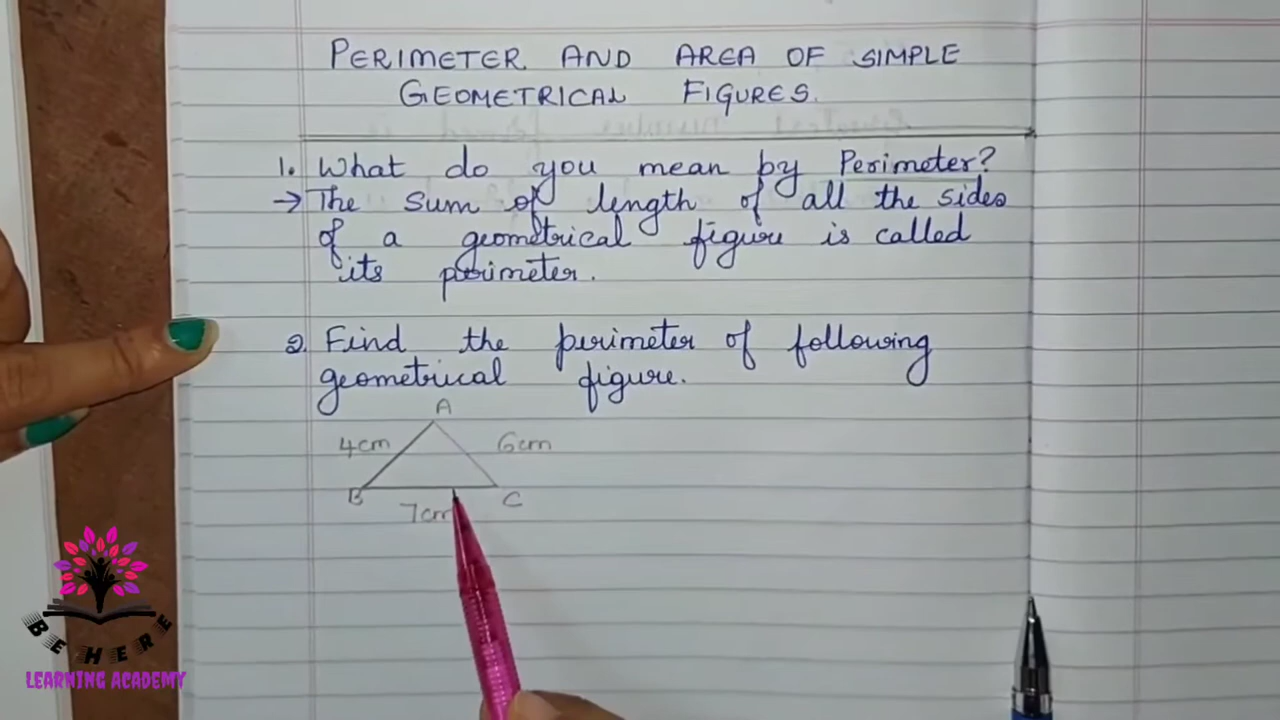 PERIMETER AND AREA OF SIMPLE
GEOMETRICAL FIGURES.
1. What do you mean by Perimeter?
→ The sum of length of all the sides
of a geometrical figure is called
its perimeter.
2. Find the perimeter of following
geometrical figure.
A
4cm 6cm
B C
7cm
BE HERE
LEARNING ACADEMY